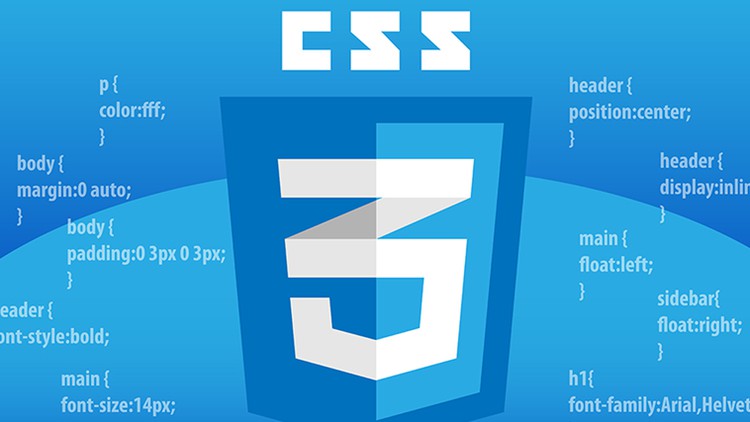 CSS
3
p {
color:fff;
}
body {
margin:0 auto;
}
body {
padding:0 3px 0 3px;
}
eader {
ont-style:bold;
main {
font-size:14px;
header {
position:center;
}
header {
display:inlin
}
main {
float:left;
}
sidebar{
float:right;
}
h1{
font-family:Arial,Helvet